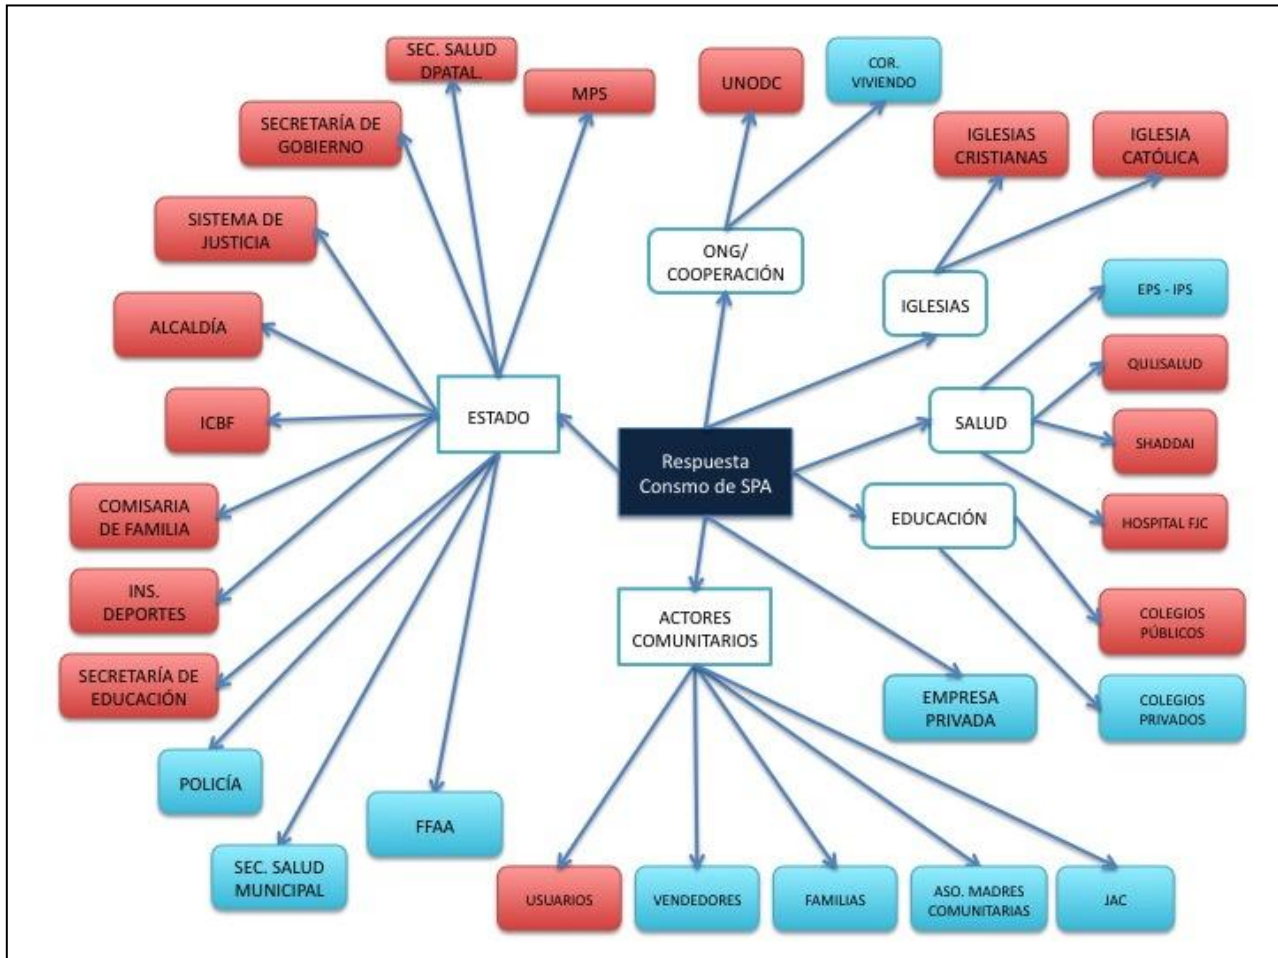 SEC. SALUD
DPATAL.
MPS
UNODC
COR.
VIVIENDO
SECRETARÍA DE
GOBIERNO
IGLESIAS
CRISTIANAS
IGLESIA
CATÓLICA
SISTEMA DE
JUSTICIA
ONG/
COOPERACIÓN
EPS - IPS
IGLESIAS
ALCALDÍA
QULISALUD
ICBF
ESTADO
SALUD
SHADDAI
Respuesta
Consmo de SPA
COMISARIA
DE FAMILIA
EDUCACIÓN
HOSPITAL FJC
INS.
DEPORTES
ACTORES
COMUNITARIOS
COLEGIOS
PÚBLICOS
SECRETARÍA DE
EDUCACIÓN
EMPRESA
PRIVADA
COLEGIOS
PRIVADOS
POLICÍA
FFAA
SEC. SALUD
MUNICIPAL
USUARIOS
VENDEDORES
FAMILIAS
ASO. MADRES
COMUNITARIAS
JAC